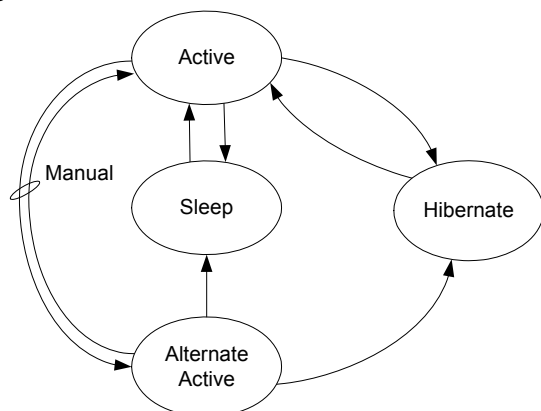 Active
Manual
Sleep
Hibernate
Alternate
Active